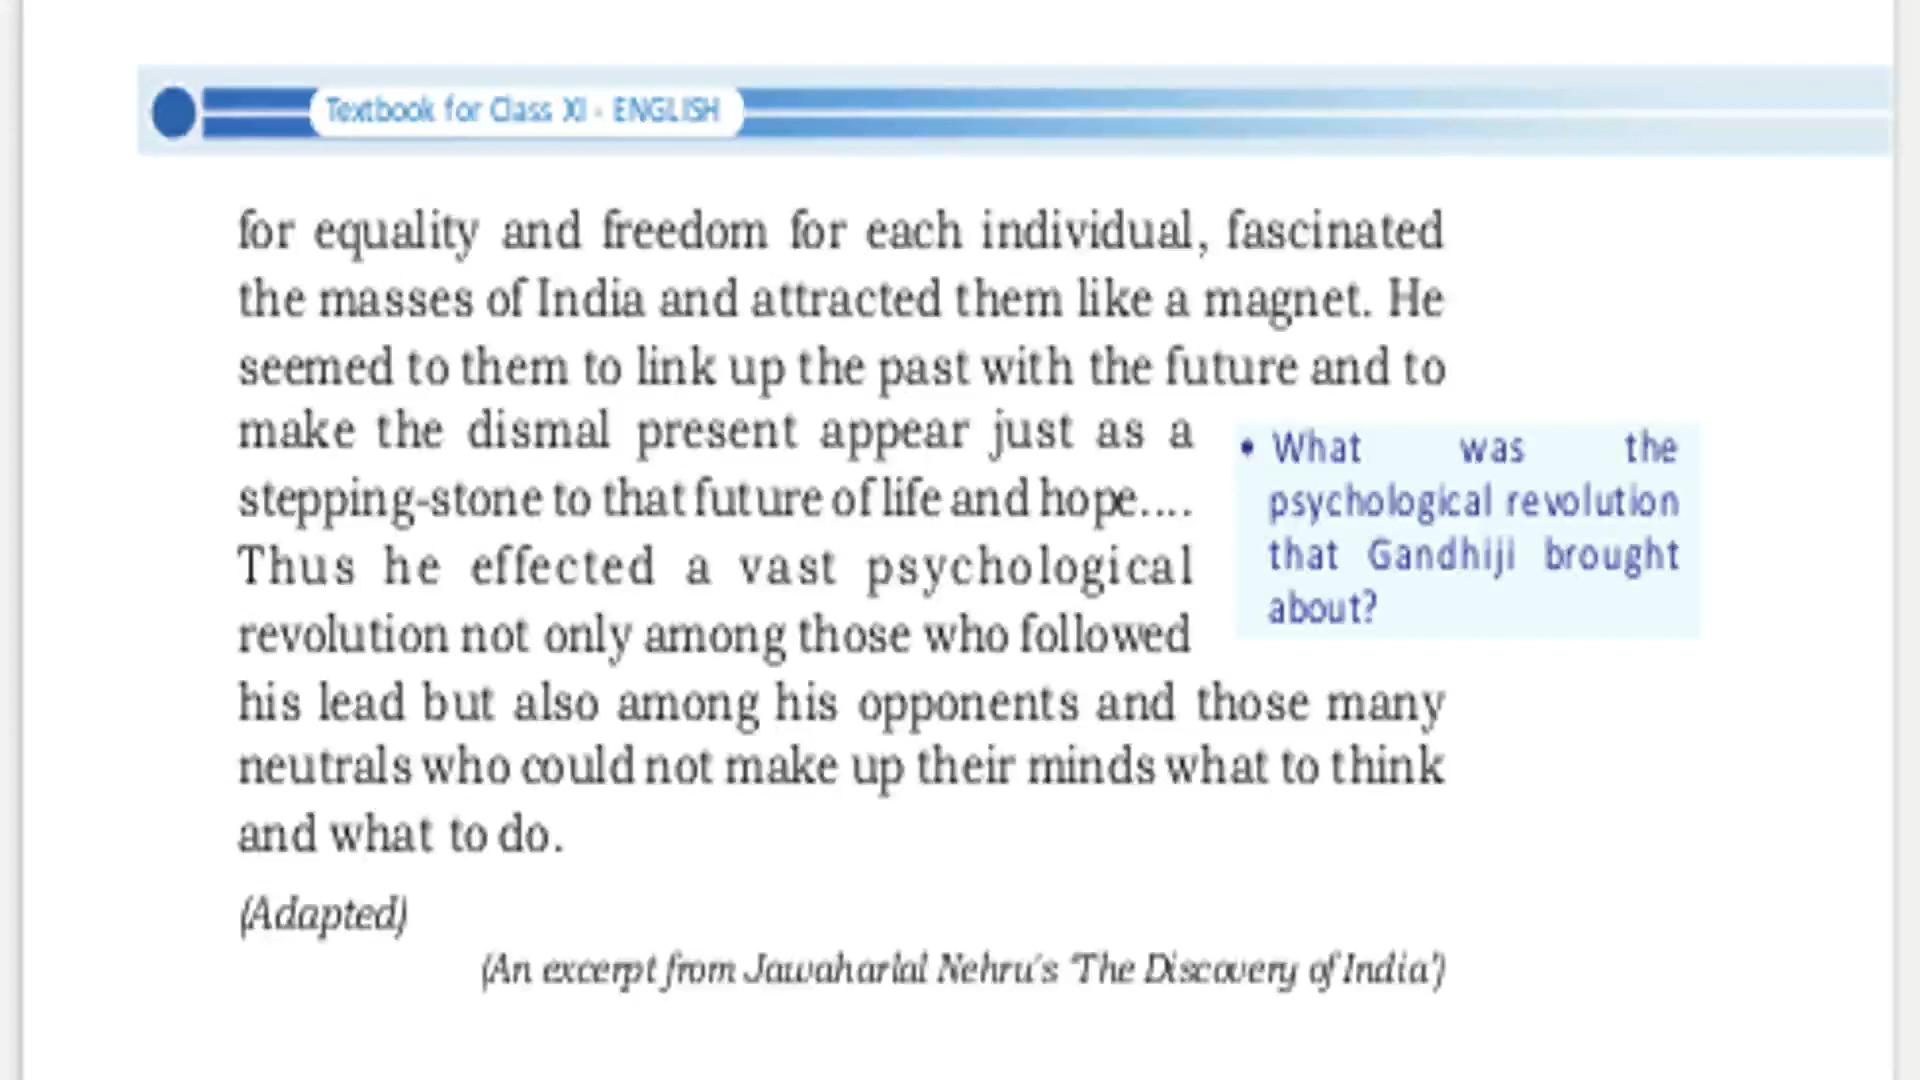 Textbook for Class XI - ENGLISH
for equality and freedom for each individual, fascinated
the masses of India and attracted them like a magnet. He
seemed to them to link up the past with the future and to
make the dismal present appear just as a
stepping-stone to that future of life and hope....
Thus he effected a vast psychological
revolution not only among those who followed
his lead but also among his opponents and those many
neutrals who could not make up their minds what to think
and what to do.
• What was the
psychological revolution
that Gandhiji brought
about?
(Adapted)
(An excerpt from Jawaharlal Nehru's 'The Discovery of India')